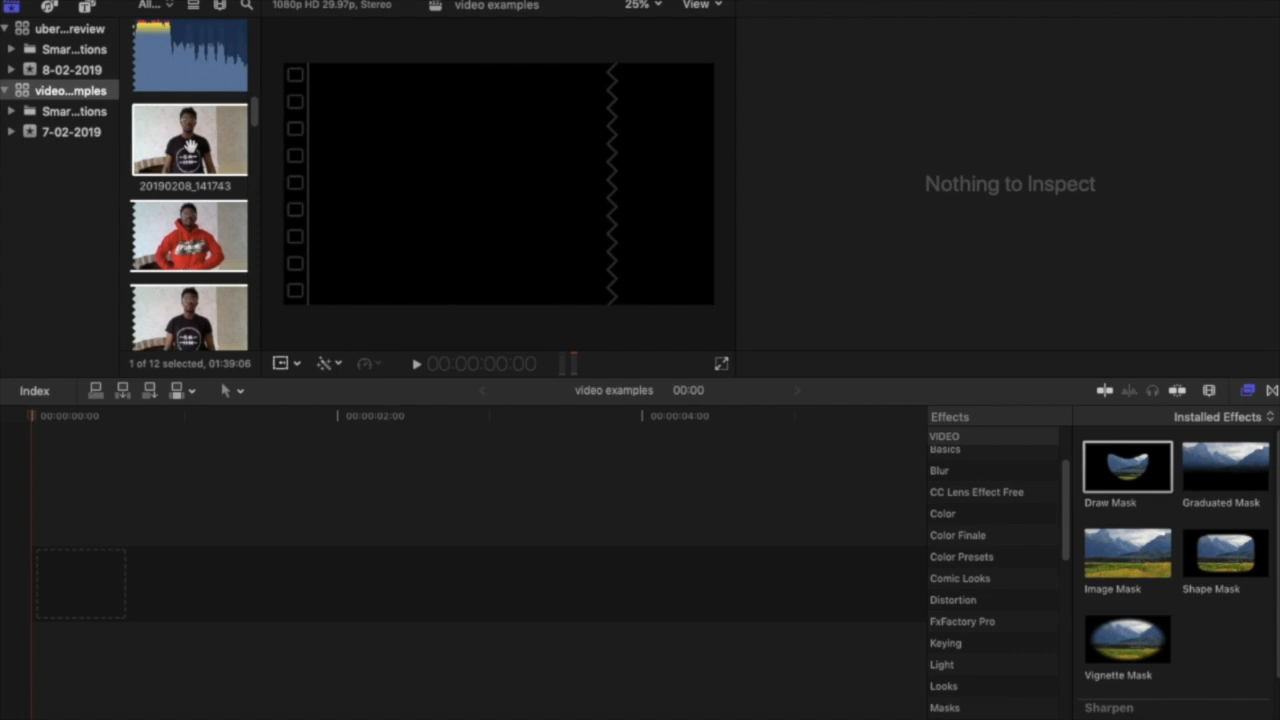 All...
1080p HD 29.97p, Stereo
video examples
25%
View
uber...review
Smar...tions
8-02-2019
video...mples
Smar...tions
7-02-2019
20190208_141743
1 of 12 selected, 01:39:06
00:00:00:00
Nothing to Inspect
Index
video examples
00:00
00:00:00:00
00:00:02:00
00:00:04:00
Effects
Installed Effects
VIDEO
Basics
Blur
CC Lens Effect Free
Color
Color Finale
Color Presets
Comic Looks
Distortion
FxFactory Pro
Keying
Light
Looks
Masks
Draw Mask
Graduated Mask
Image Mask
Shape Mask
Vignette Mask
Sharpen